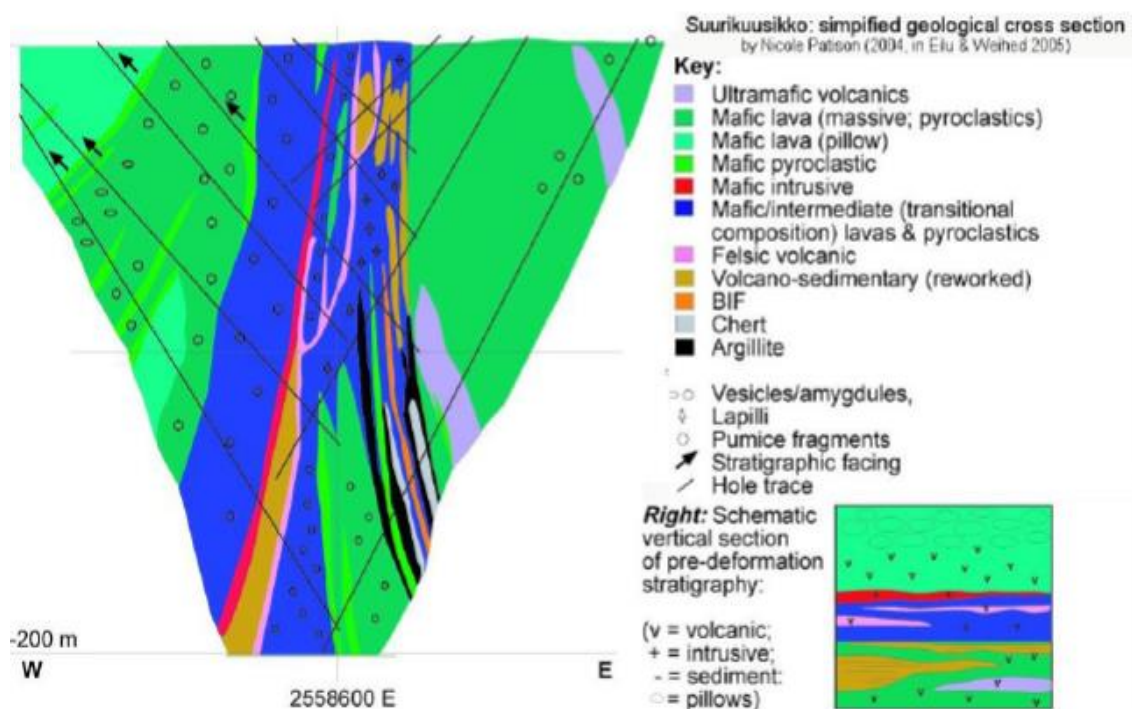 Suurikuusikko: simpified geological cross section
by Nicole Patison (2004, in Eilu & Weihed 2005)
Key:
Ultramafic volcanics
Mafic lava (massive; pyroclastics)
Mafic lava (pillow)
Mafic pyroclastic
Mafic intrusive
Mafic/intermediate (transitional
composition) lavas & pyroclastics
Felsic volcanic
Volcano-sedimentary (reworked)
BIF
Chert
Argillite
Vesicles/amygdules,
Lapilli
Pumice fragments
Stratigraphic facing
Hole trace
Right: Schematic
vertical section
of pre-deformation
stratigraphy:
(v = volcanic;
+ = intrusive;
- = sediment:
= pillows)
-200 m
W
E
2558600 E